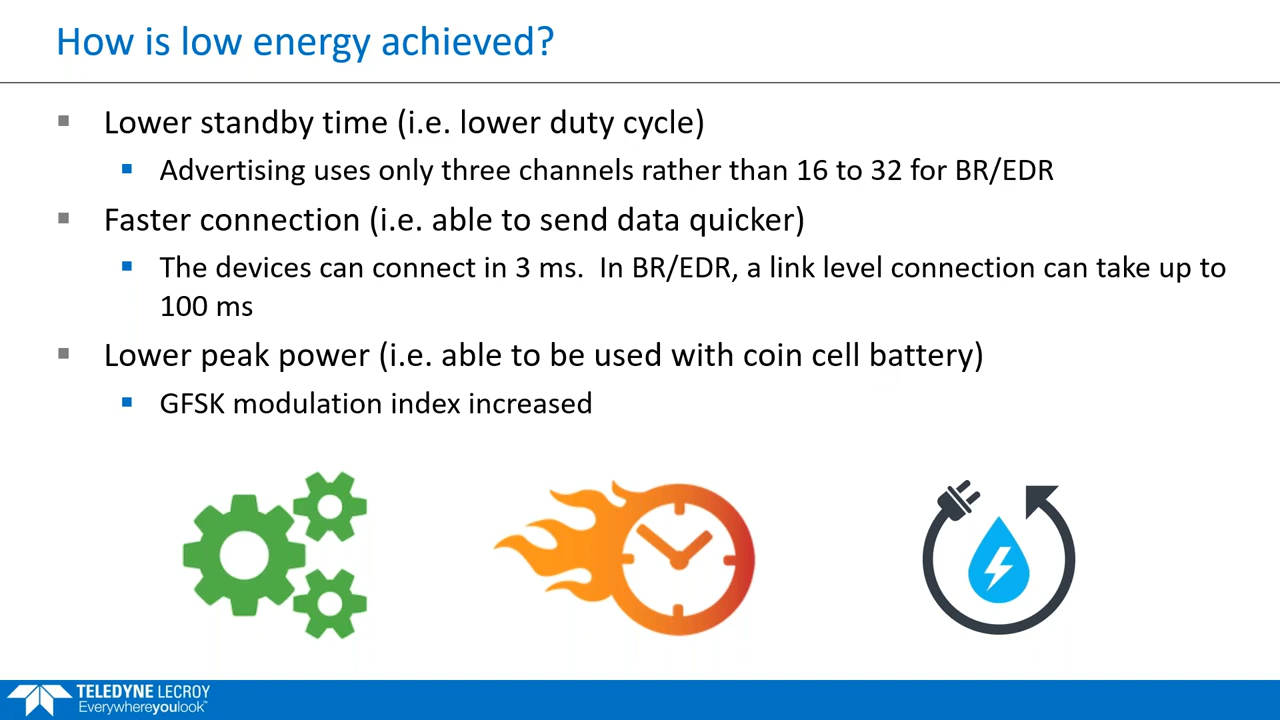 How is low energy achieved?
Lower standby time (i.e. lower duty cycle)
Advertising uses only three channels rather than 16 to 32 for BR/EDR
Faster connection (i.e. able to send data quicker)
The devices can connect in 3 ms.  In BR/EDR, a link level connection can take up to
100 ms
Lower peak power (i.e. able to be used with coin cell battery)
GFSK modulation index increased
TELEDYNE LECROY
Everywhereyoulook™